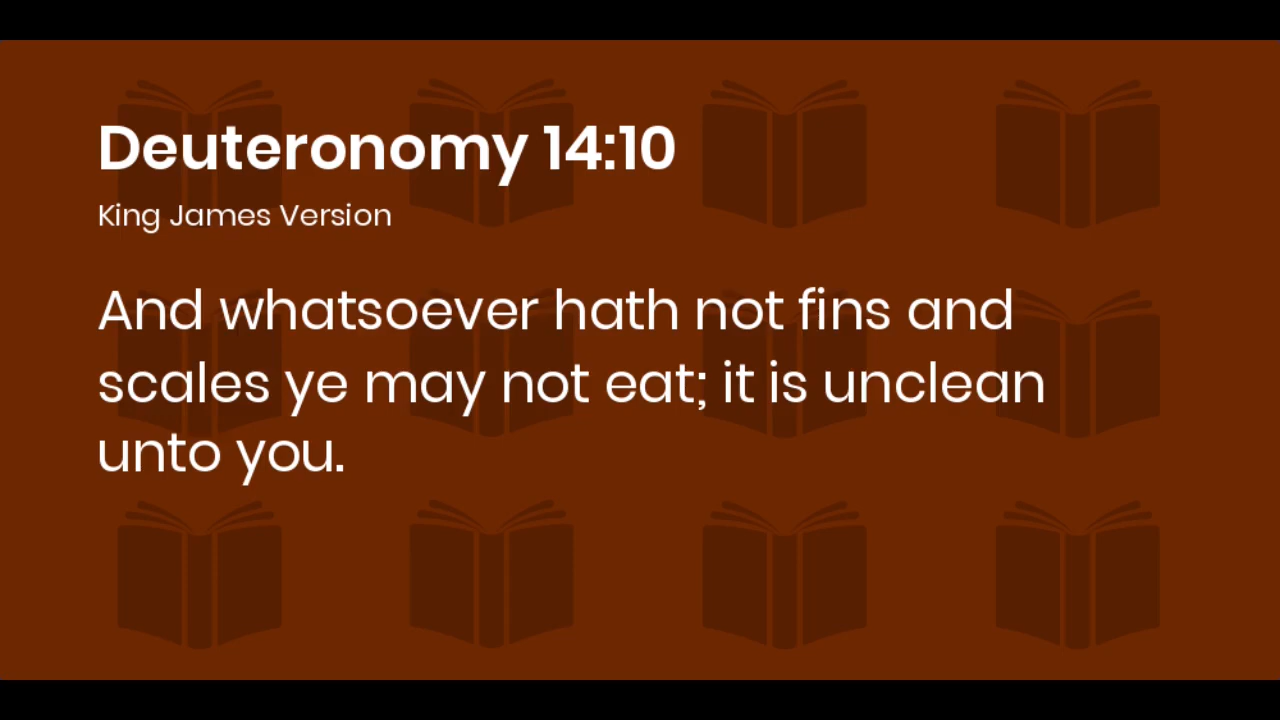 Deuteronomy 14:10
King James Version
And whatsoever hath not fins and
scales ye may not eat; it is unclean
unto you.